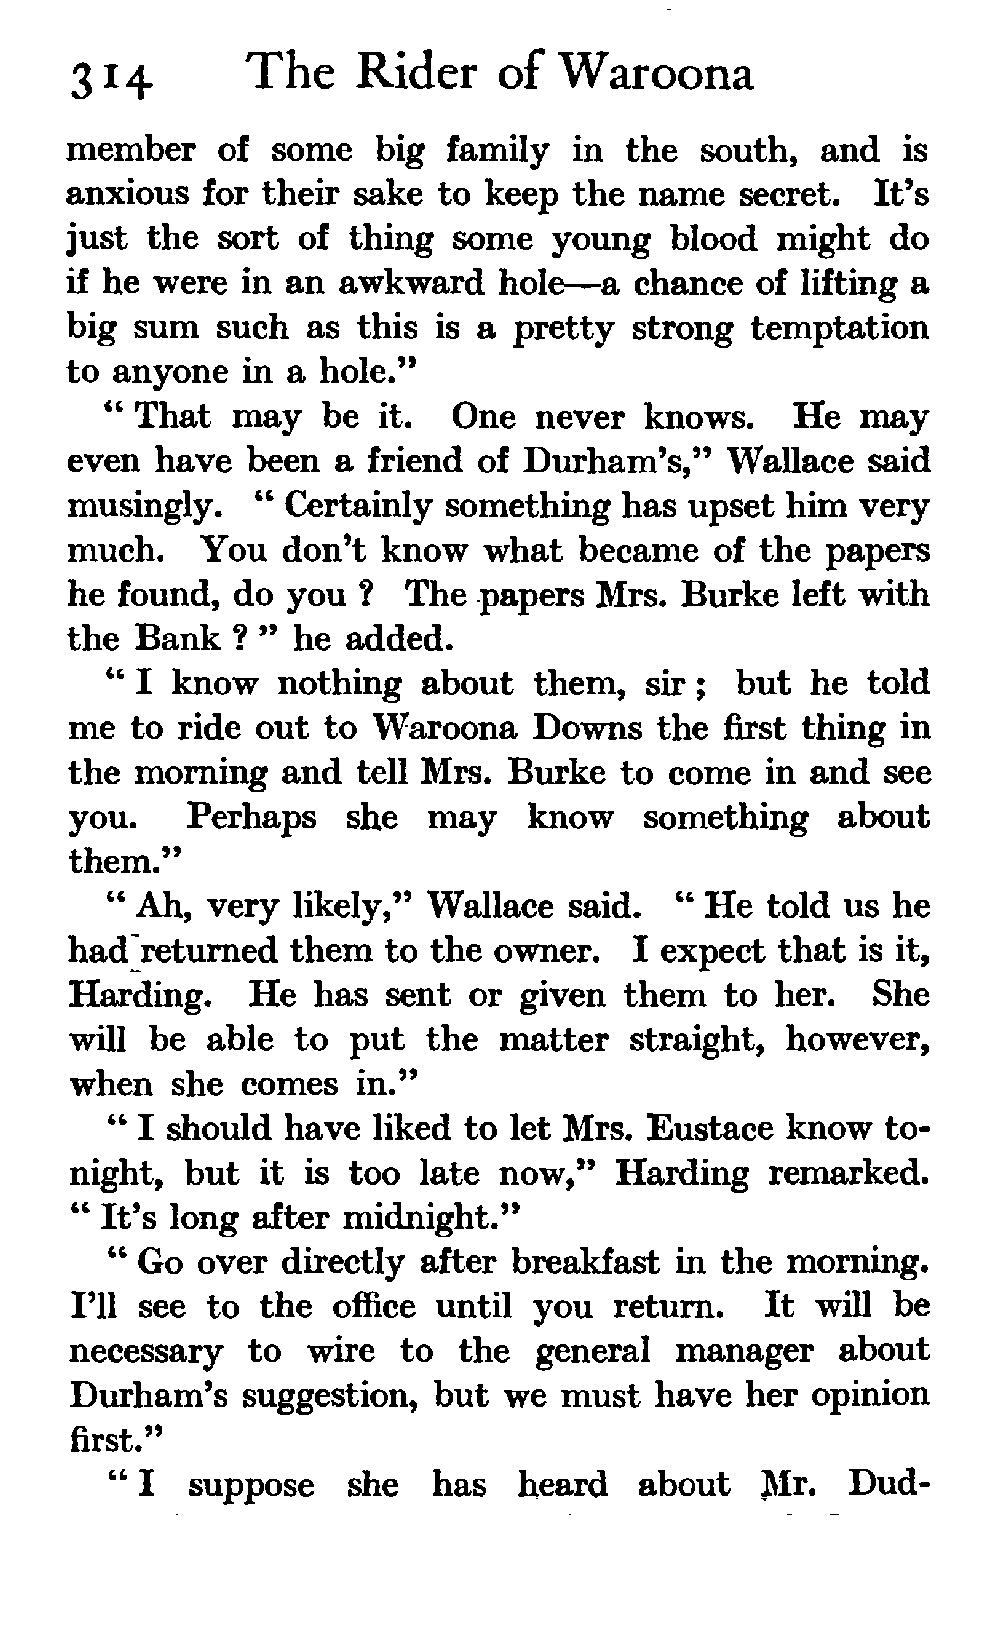 314 The Rider of Waroona
member of some big family in the south, and is
anxious for their sake to keep the name secret. It's
just the sort of thing some young blood might do
if he were in an awkward hole—a chance of lifting a
big sum such as this is a pretty strong temptation
to anyone in a hole."
" That may be it. One never knows. He may
even have been a friend of Durham's," Wallace said
musingly. " Certainly something has upset him very
much. You don't know what became of the papers
he found, do you ? The papers Mrs. Burke left with
the Bank ? " he added.
" I know nothing about them, sir ; but he told
me to ride out to Waroona Downs the first thing in
the morning and tell Mrs. Burke to come in and see
you. Perhaps she may know something about
them."
" Ah, very likely," Wallace said. " He told us he
had returned them to the owner. I expect that is it,
Harding. He has sent or given them to her. She
will be able to put the matter straight, however,
when she comes in."
" I should have liked to let Mrs. Eustace know to-
night, but it is too late now," Harding remarked.
" It's long after midnight."
" Go over directly after breakfast in the morning.
I'll see to the office until you return. It will be
necessary to wire to the general manager about
Durham's suggestion, but we must have her opinion
first."
" I suppose she has heard about Mr. Dud-